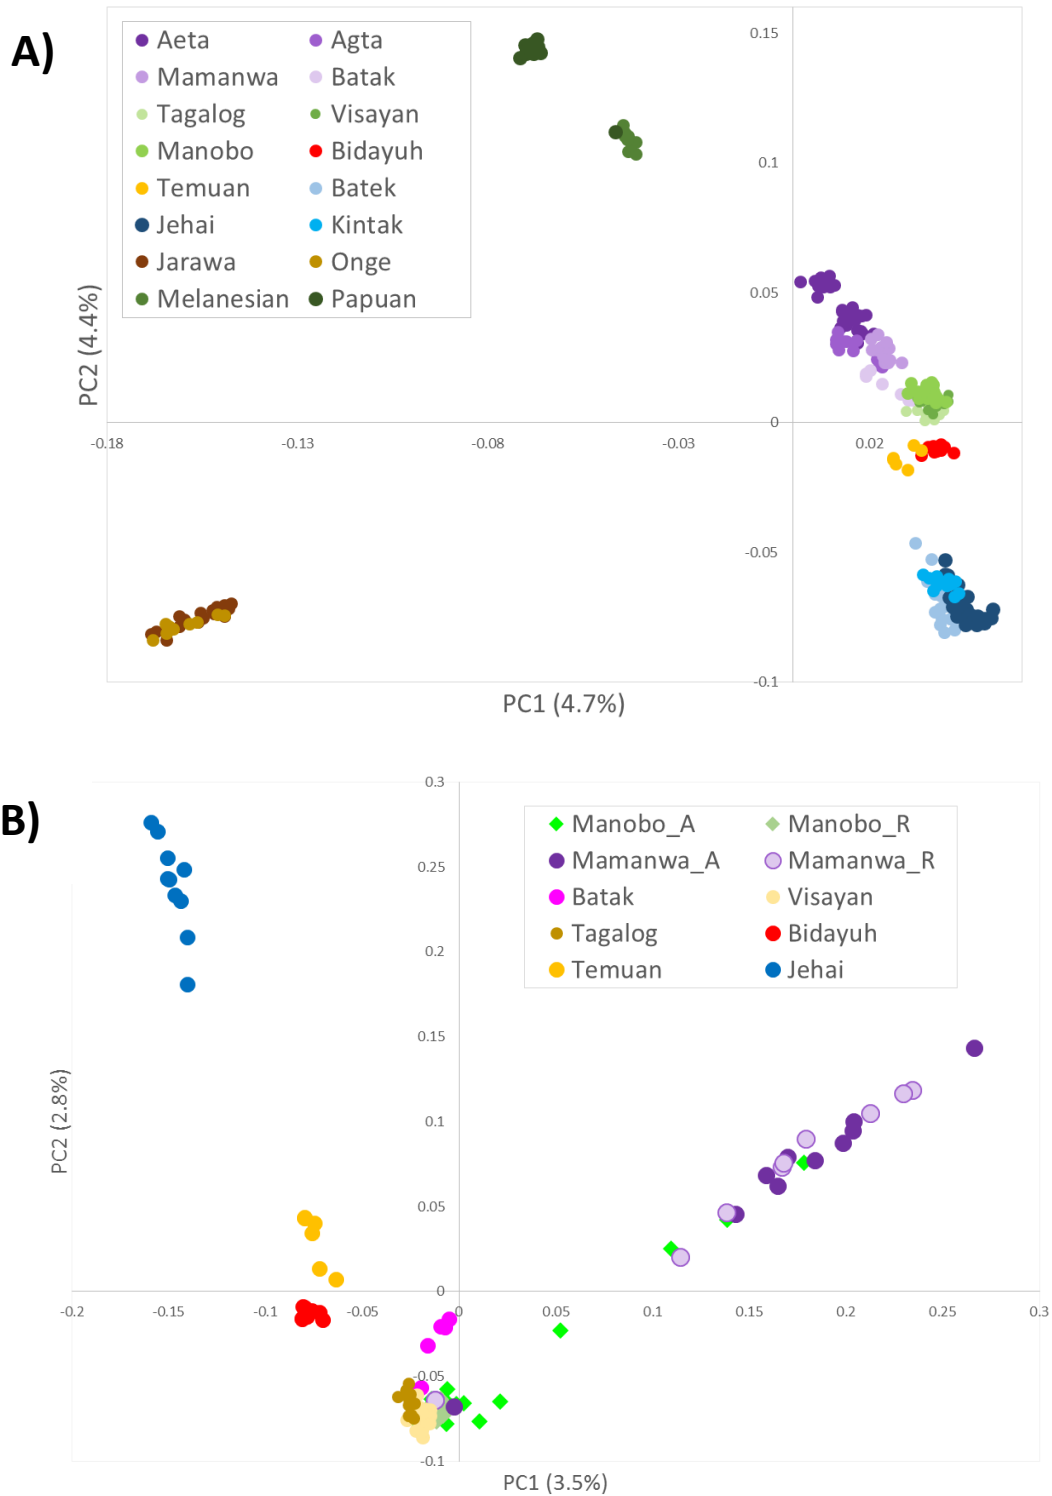 A)
Aeta Agta
Mamanwa Batak
Tagalog Visayan
Manobo Bidayuh
Temuan Batek
Jehai Kintak
Jarawa Onge
Melanesian Papuan
0.15
0.1
0.05
0
-0.05
-0.1
-0.18 -0.13 -0.08 -0.03 0.02
PC2 (4.4%)
PC1 (4.7%)
B)
Manobo_A Manobo_R
Mamanwa_A Mamanwa_R
Batak Visayan
Tagalog Bidayuh
Temuan Jehai
0.3
0.25
0.2
0.15
0.1
0.05
0
-0.05
-0.1
-0.2 -0.15 -0.1 -0.05 0 0.05 0.1 0.15 0.2 0.25 0.3
PC2 (2.8%)
PC1 (3.5%)